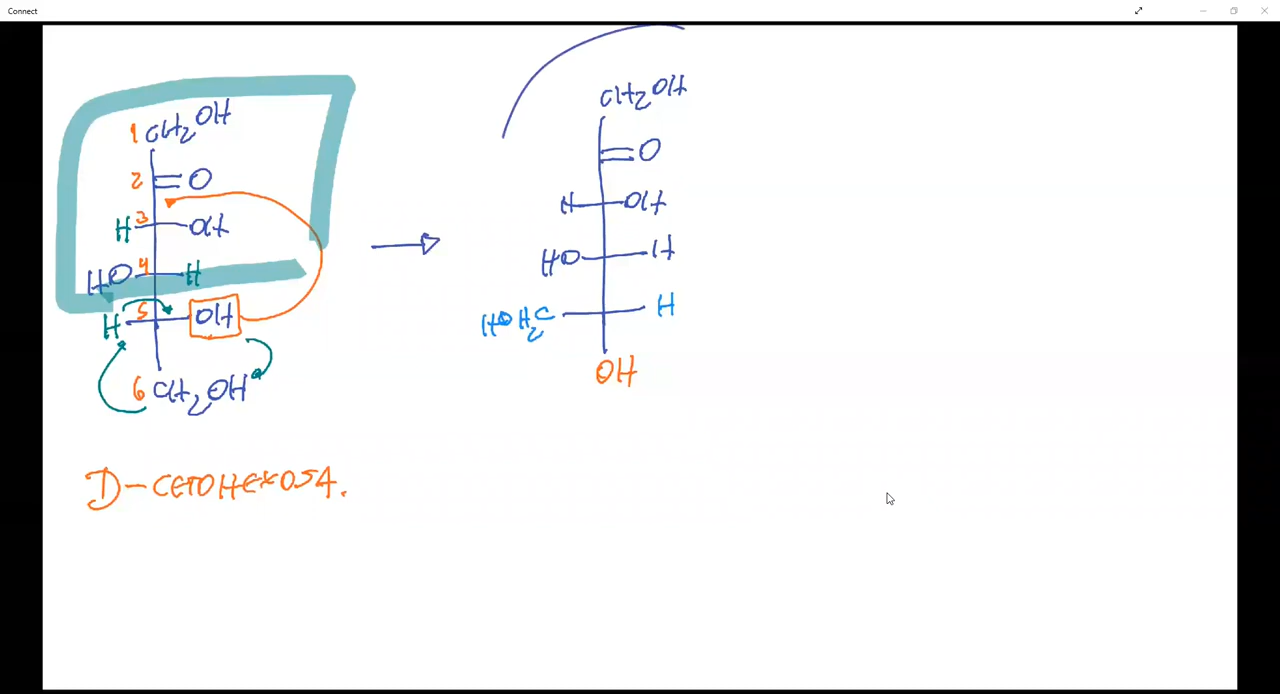 Connect
1 CH2OH
2 =O
H 3 OH
HO 4 H
H 5 OH
6 CH2OH
CH2OH
=O
H OH
HO H
HOH2C H
OH
D-CETOHEXOSA.